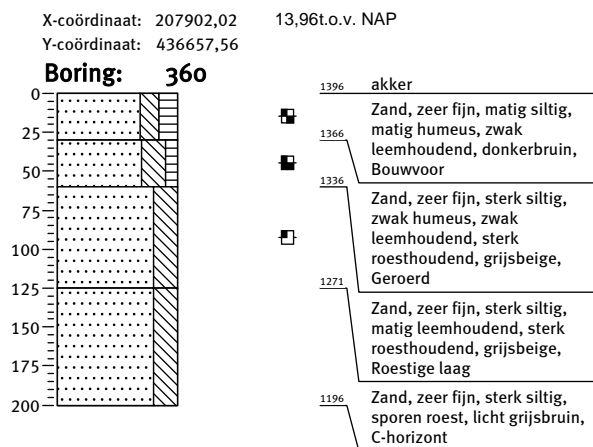 X-coördinaat: 207902,02 13,96t.o.v. NAP
Y-coördinaat: 436657,56
Boring: 360
0
25
50
75
100
125
150
175
200
1396 akker
Zand, zeer fijn, matig siltig,
matig humeus, zwak
leemhoudend, donkerbruin,
Bouwvoor
1366
1336
Zand, zeer fijn, sterk siltig,
zwak humeus, zwak
leemhoudend, sterk
roesthoudend, grijsbeige,
Geroerd
1271
Zand, zeer fijn, sterk siltig,
matig leemhoudend, sterk
roesthoudend, grijsbeige,
Roestige laag
1196
Zand, zeer fijn, sterk siltig,
sporen roest, licht grijsbruin,
C-horizont